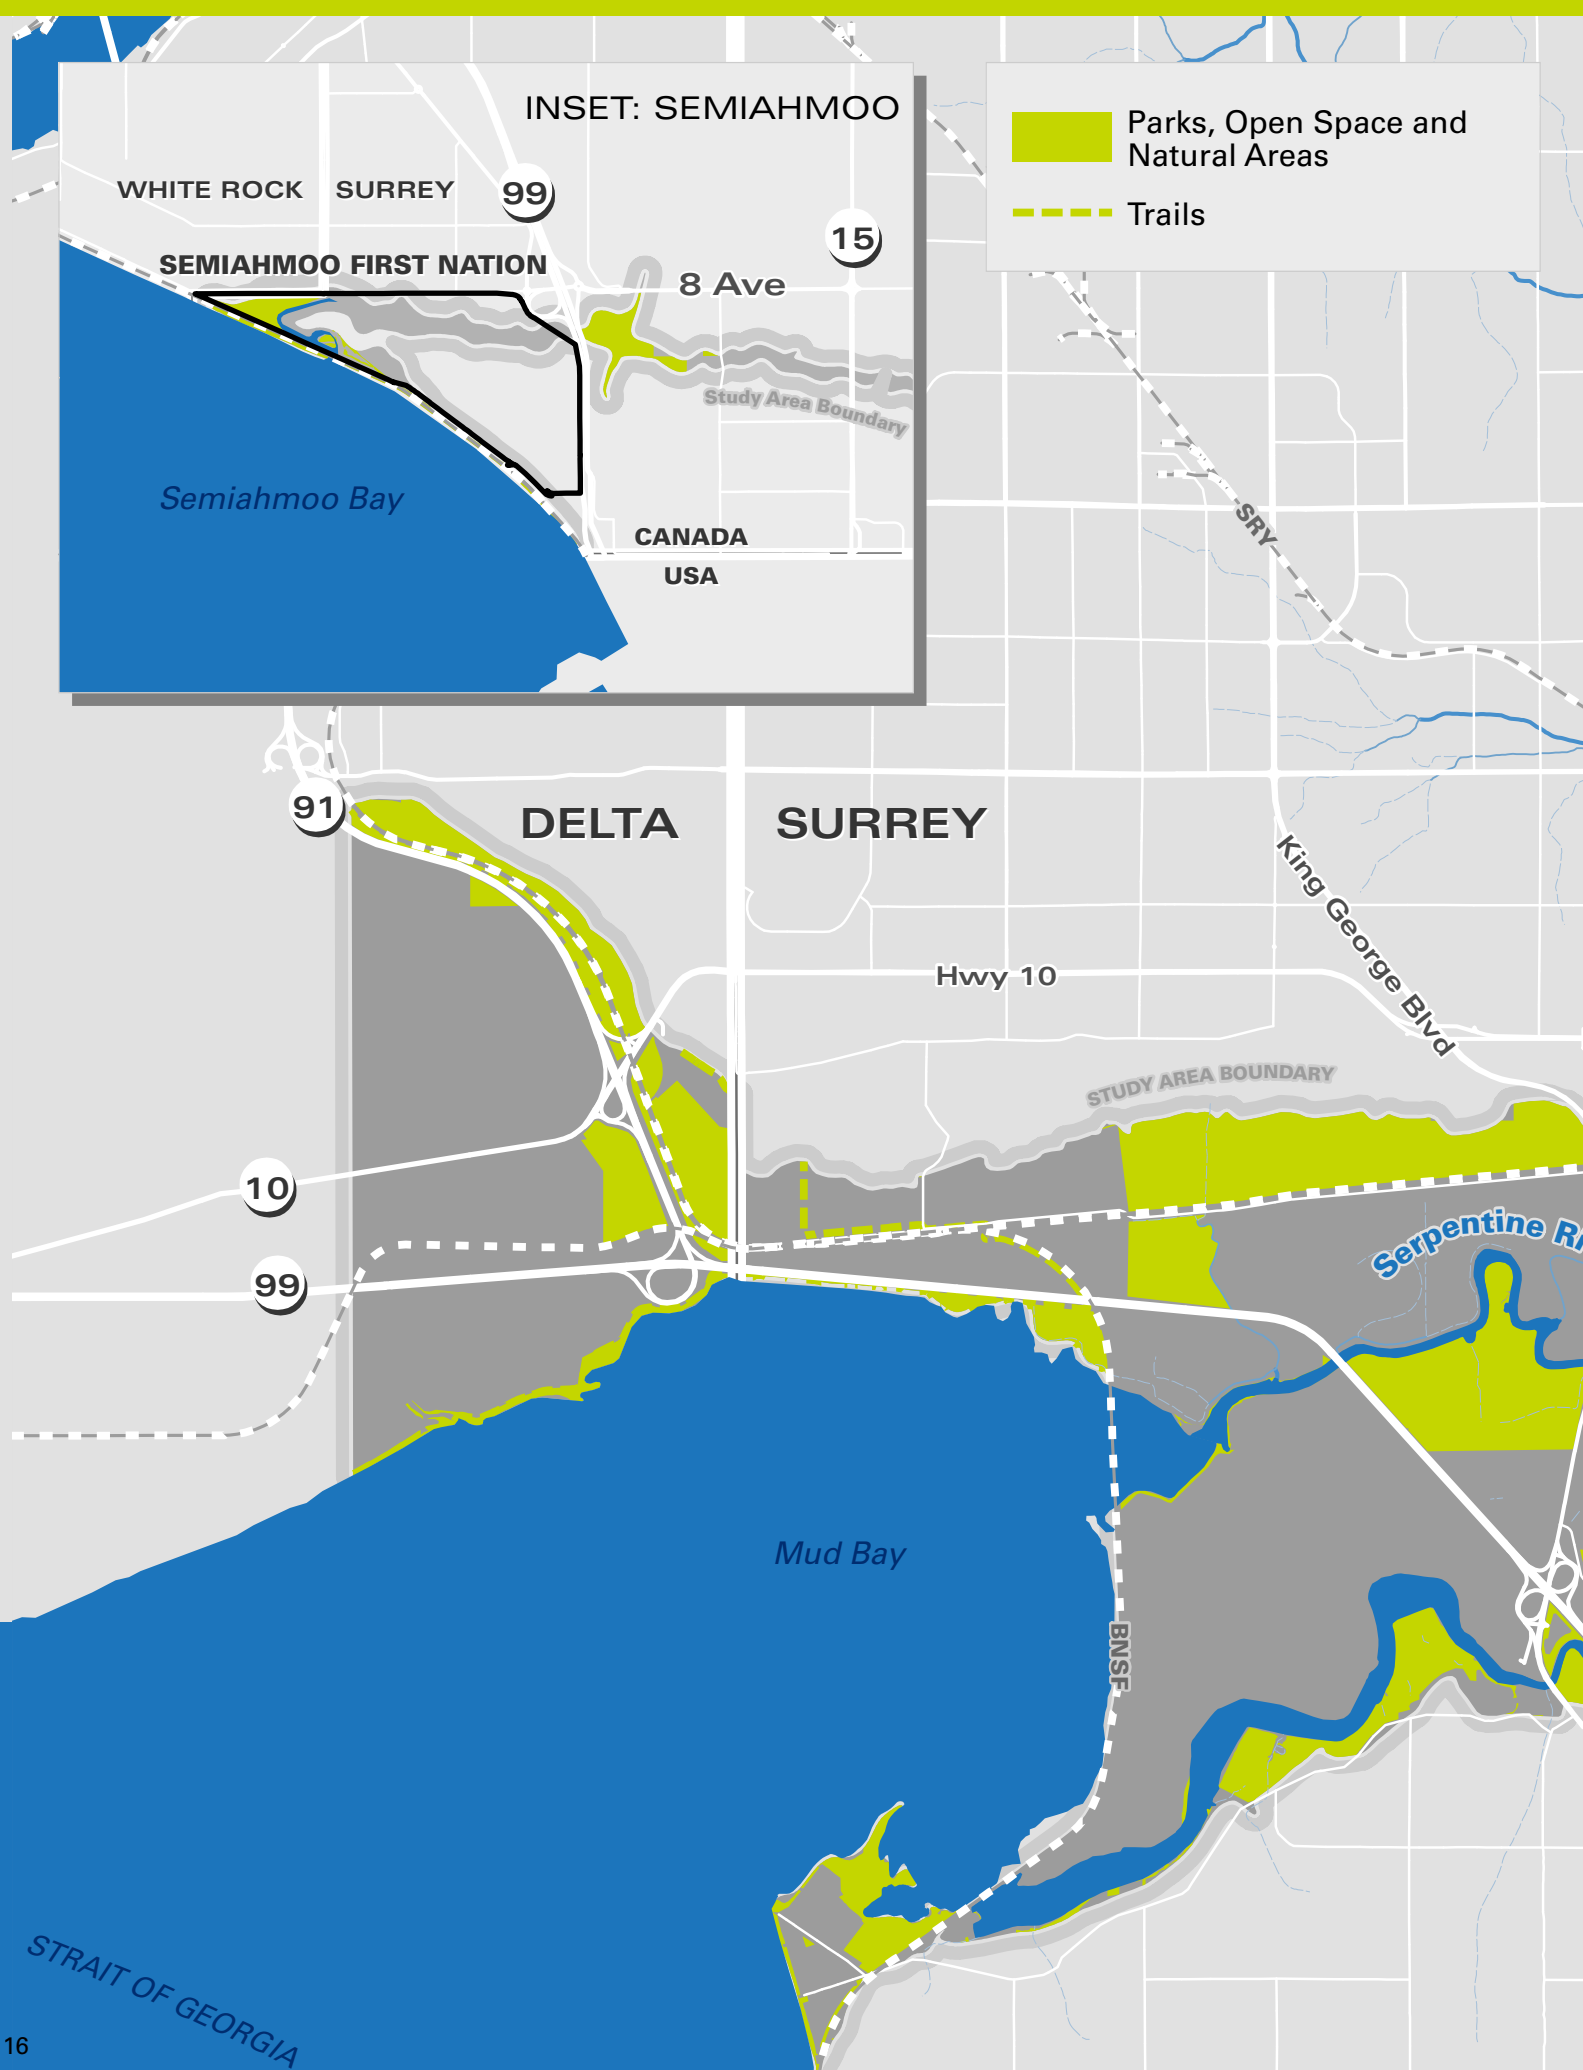 INSET: SEMIAHMOO
Parks, Open Space and
Natural Areas
Trails
WHITE ROCK
SURREY
99
15
SEMIAHMOO FIRST NATION
8 Ave
Study Area Boundary
Semiahmoo Bay
CANADA
USA
SRY
91
DELTA
SURREY
King George Blvd
Hwy 10
STUDY AREA BOUNDARY
10
99
Serpentine
Mud Bay
BNSF
STRAIT OF GEORGIA
16